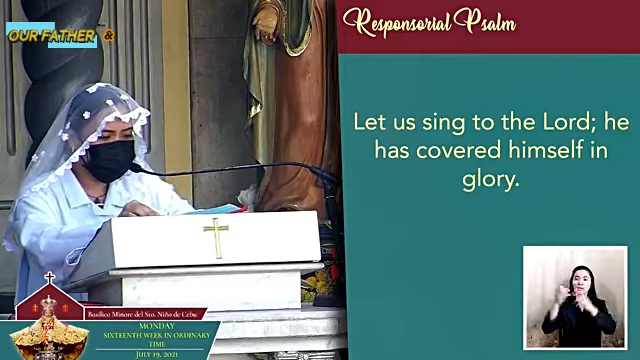 OUR FATHER &
Responsorial Psalm
Let us sing to the Lord; he
has covered himself in
glory.
Basilica Minore del Sto. Niño de Cebu
MONDAY
SIXTEENTH WEEK IN ORDINARY
TIME
JULY 19, 2021